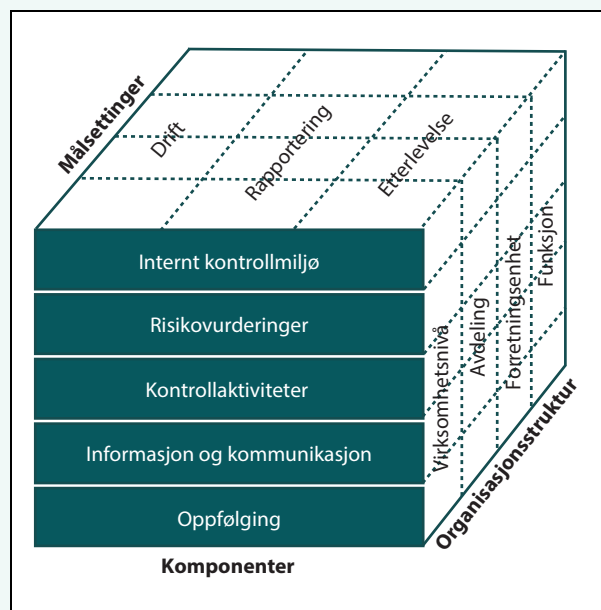 Målsettinger
Drift
Rapportering
Etterlevelse
Internt kontrollmiljø
Risikovurderinger
Kontrollaktiviteter
Informasjon og kommunikasjon
Oppfølging
Komponenter
Virksomhetsnivå
Avdeling
Forretningsenhet
Funksjon
Organisasjonsstruktur